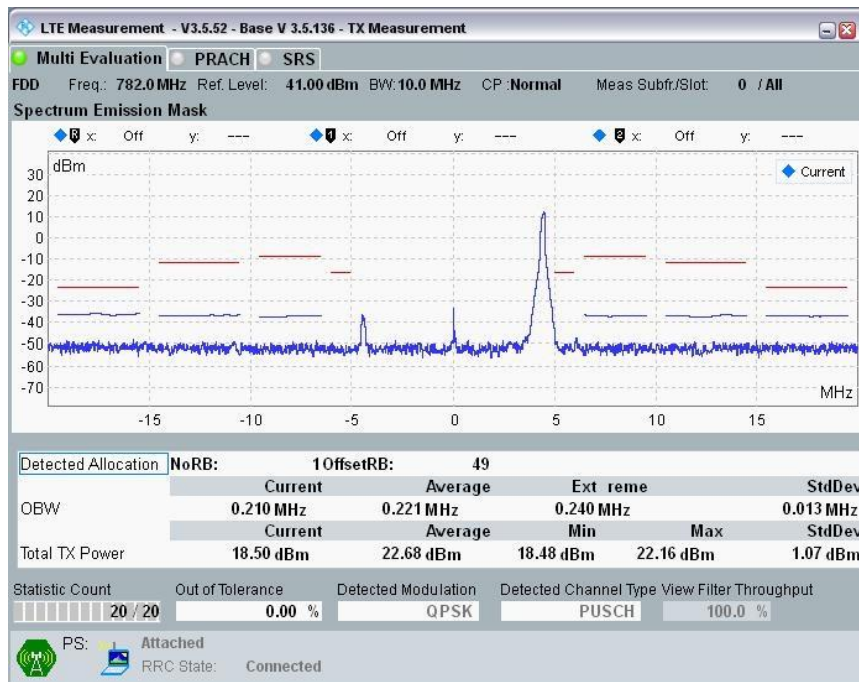 LTE Measurement - V3.5.52 - Base V 3.5.136 - TX Measurement
Multi Evaluation PRACH SRS
FDD Freq.: 782.0 MHz Ref. Level: 41.00 dBm BW: 10.0 MHz CP :Normal Meas Subfr./Slot: 0 / All
Spectrum Emission Mask
R x: Off y: --- 1 x: Off y: --- 2 x: Off y: ---
dBm
Current
30
20
10
0
-10
-20
-30
-40
-50
-60
-70
MHz
-15 -10 -5 0 5 10 15
Detected Allocation NoRB: 1 OffsetRB: 49
Current Average Ext reme StdDev
OBW 0.210 MHz 0.221 MHz 0.240 MHz 0.013 MHz
Current Average Min Max StdDev
Total TX Power 18.50 dBm 22.68 dBm 18.48 dBm 22.16 dBm 1.07 dBm
Statistic Count Out of Tolerance Detected Modulation Detected Channel Type View Filter Throughput
20 / 20 0.00 % QPSK PUSCH 100.0 %
PS: Attached
RRC State: Connected